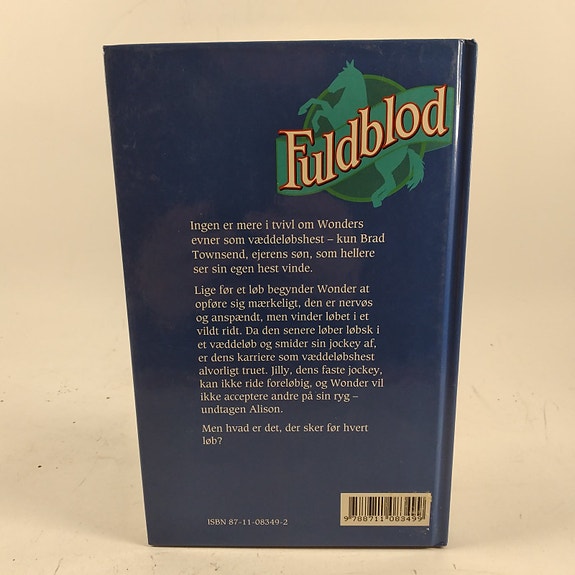 Fuldblod
Ingen er mere i tvivl om Wonders
evner som væddeløbshest – kun Brad
Townsend, ejerens søn, som hellere
ser sin egen hest vinde.
Lige før et løb begynder Wonder at
opføre sig mærkeligt, den er nervøs
og anspændt, men vinder løbet i et
vildt ridt. Da den senere løber løbsk i
et væddeløb og smider sin jockey af,
er dens karriere som væddeløbshest
alvorligt truet. Jilly, dens faste jockey,
kan ikke ride foreløbig, og Wonder vil
ikke acceptere andre på sin ryg –
undtagen Alison.
Men hvad er det, der sker før hvert
løb?
ISBN 87-11-08349-2
9 788711 083499